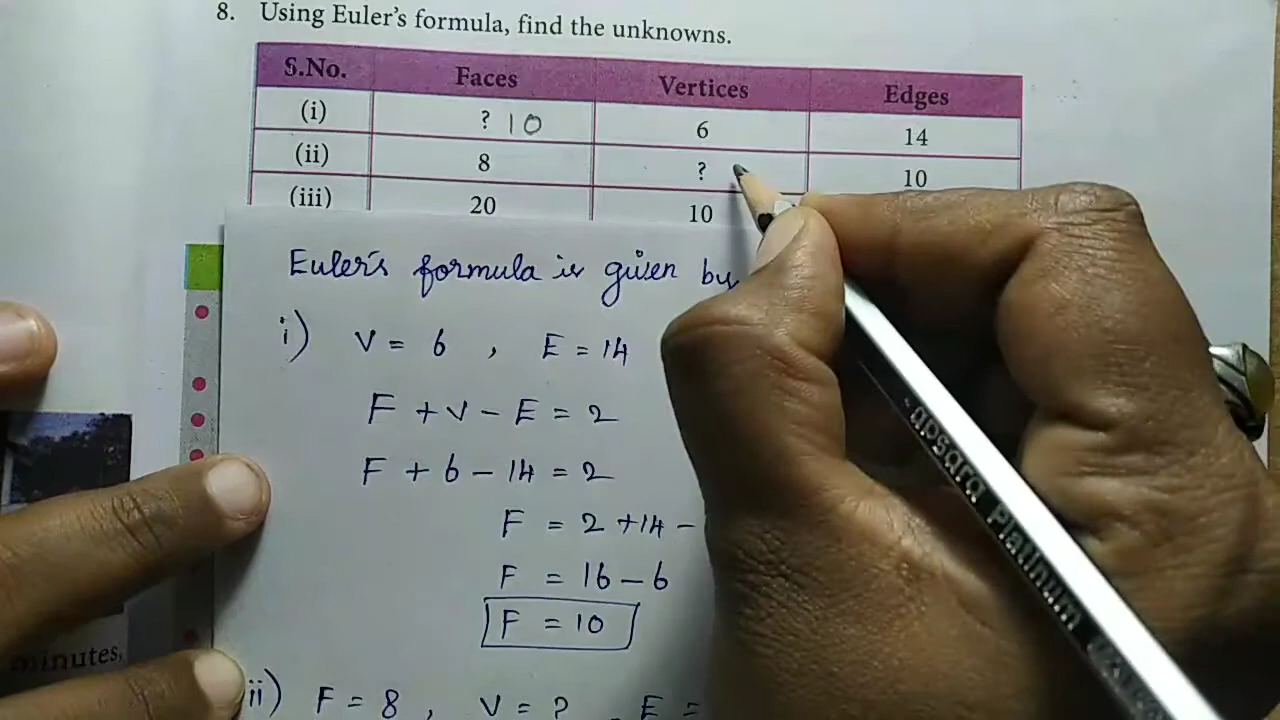 8. Using Euler's formula, find the unknowns.
S.No. Faces Vertices Edges
(i) ? 10 6 14
(ii) 8 ? 10
(iii) 20 10
Euler's formula is given by
i) V = 6 , E = 14
F + V - E = 2
F + 6 - 14 = 2
F = 2 + 14 -
F = 16 - 6
F = 10
ii) F = 8 , V = ? , E =
minutes,
apsara Platinum